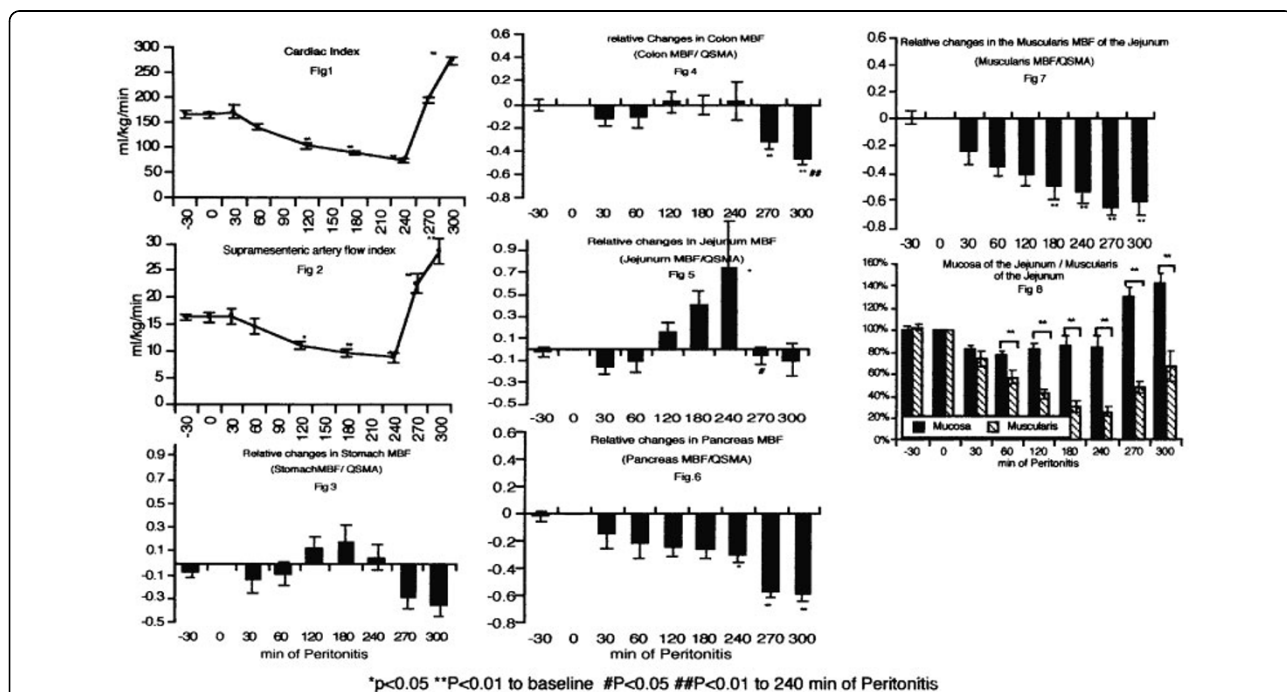 Cardiac Index
Fig1
ml/kg/min
300
250
200
150
100
50
0
-30
0
30
60
90
120
150
180
210
240
270
300
**
Supramesenteric artery flow index
Fig 2
ml/kg/min
30
25
20
15
10
5
0
-30
0
30
60
90
120
150
180
210
240
270
300
**
Relative changes in Stomach MBF
(StomachMBF/ QSMA)
Fig 3
0.9
0.7
0.5
0.3
0.1
-0.1
-0.3
-0.5
-30 0 30 60 120 180 240 270 300
min of Peritonitis
relative Changes in Colon MBF
(Colon MBF/ QSMA)
Fig 4
0.6
0.4
0.2
0
-0.2
-0.4
-0.6
-0.8
** ** ##
-30 0 30 60 120 180 240 270 300
Relative changes in Jejunum MBF
(Jejunum MBF/QSMA)
Fig 5
0.9
0.7
0.5
0.3
0.1
-0.1
-0.3
-0.5
* #
-30 0 30 60 120 180 240 270 300
Relative changes in Pancreas MBF
(Pancreas MBF/QSMA)
Fig.6
0.6
0.4
0.2
0
-0.2
-0.4
-0.6
-0.8
-30 0 30 60 120 180 240 270 300
min of Peritonitis
Relative changes in the Muscularis MBF of the Jejunum
(Muscularis MBF/QSMA)
Fig 7
0.6
0.4
0.2
0
-0.2
-0.4
-0.6
-0.8
** ** ** **
-30 0 30 60 120 180 240 270 300
Mucosa of the Jejunum / Muscularis
of the Jejunum
Fig 8
140%
120%
100%
80%
60%
40%
20%
0%
** ** ** ** ** **
Mucosa Muscularis
-30 0 30 60 120 180 240 270 300
min of Peritonitis
*p<0.05 **P<0.01 to baseline #P<0.05 ##P<0.01 to 240 min of Peritonitis